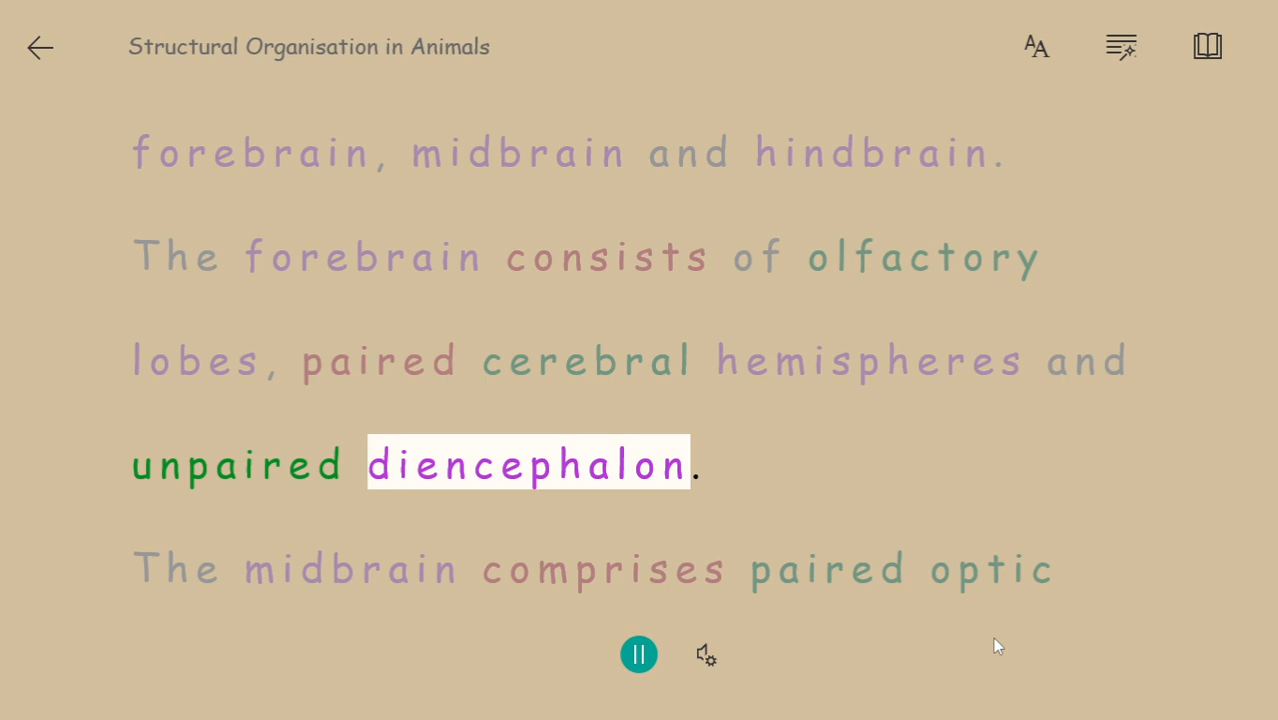 Structural Organisation in Animals
forebrain, midbrain and hindbrain.
The forebrain consists of olfactory
lobes, paired cerebral hemispheres and
unpaired diencephalon.
The midbrain comprises paired optic